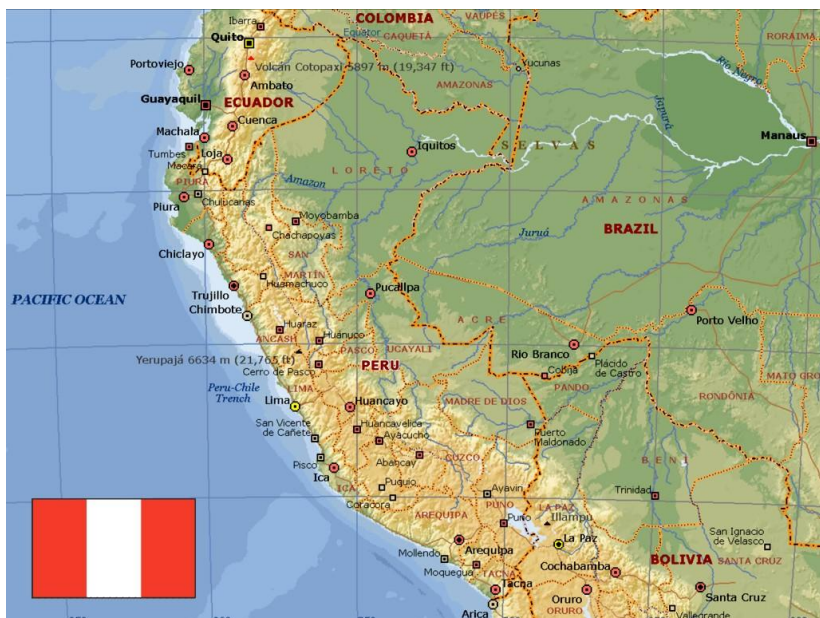 COLOMBIA
VAUPÉS
Ibarra
Equator
CAQUETÁ
RORAIMA
Quito
Portoviejo
Volcán Cotopaxi 5897 m (19,347 ft)
Yucunas
Rio Negro
Ambato
AMAZONAS
Guayaquil
ECUADOR
Japurá
Cuenca
Machala
Manaus
Tumbes
Loja
Iquitos
SELVAS
Macará
LORETO
PIURA
Amazon
Piura
Chulucanas
AMAZONAS
Moyobamba
Chachapoyas
Juruá
BRAZIL
Chiclayo
SAN
MARTÍN
Huamachuco
PACIFIC OCEAN
Trujillo
Pucallpa
Chimbote
Porto Velho
Huaraz
ACRE
ANCASH
Huánuco
PASCO
UCAYALI
Rio Branco
Yerupajá 6634 m (21,765 ft)
PERU
Plácido
de Castro
Cerro de Pasco
Cobija
MATO GRO
Peru-Chile
Trench
LIMA
PANDO
RONDÔNIA
Lima
Huancayo
MADRE DE DIOS
San Vicente
de Cañete
Huancavelica
Puerto
Maldonado
Ayacucho
Pisco
Abancay
CUZCO
BENI
Ica
ICA
Puquio
Ayavin
Trinidad
Coracora
PUNO
LA PAZ
AREQUIPA
Puno
Illampu
San Ignacio
de Velasco
Arequipa
La Paz
Mollendo
BOLIVIA
SANTA CRUZ
Moquegua
TACNA
Cochabamba
Tacna
Oruro
Santa Cruz
Arica
ORURO
Vallegrande